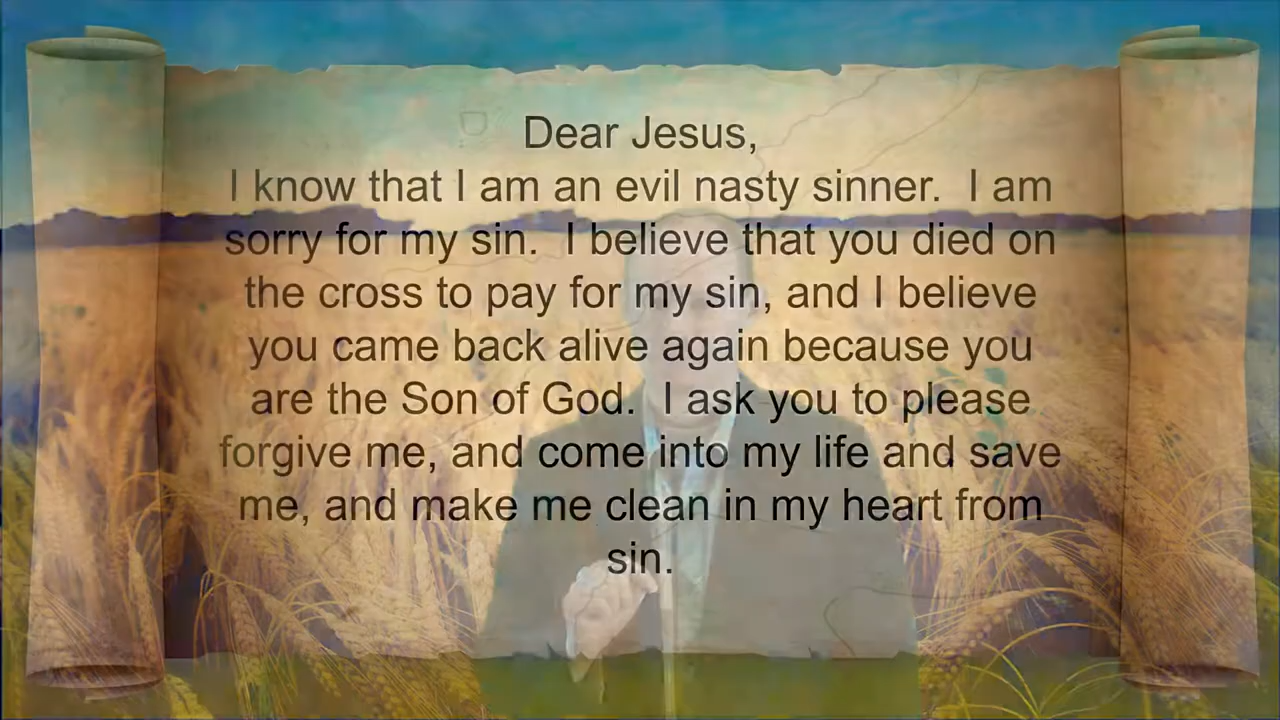 Dear Jesus,
I know that I am an evil nasty sinner.  I am
sorry for my sin.  I believe that you died on
the cross to pay for my sin, and I believe
you came back alive again because you
are the Son of God.  I ask you to please
forgive me, and come into my life and save
me, and make me clean in my heart from
sin.